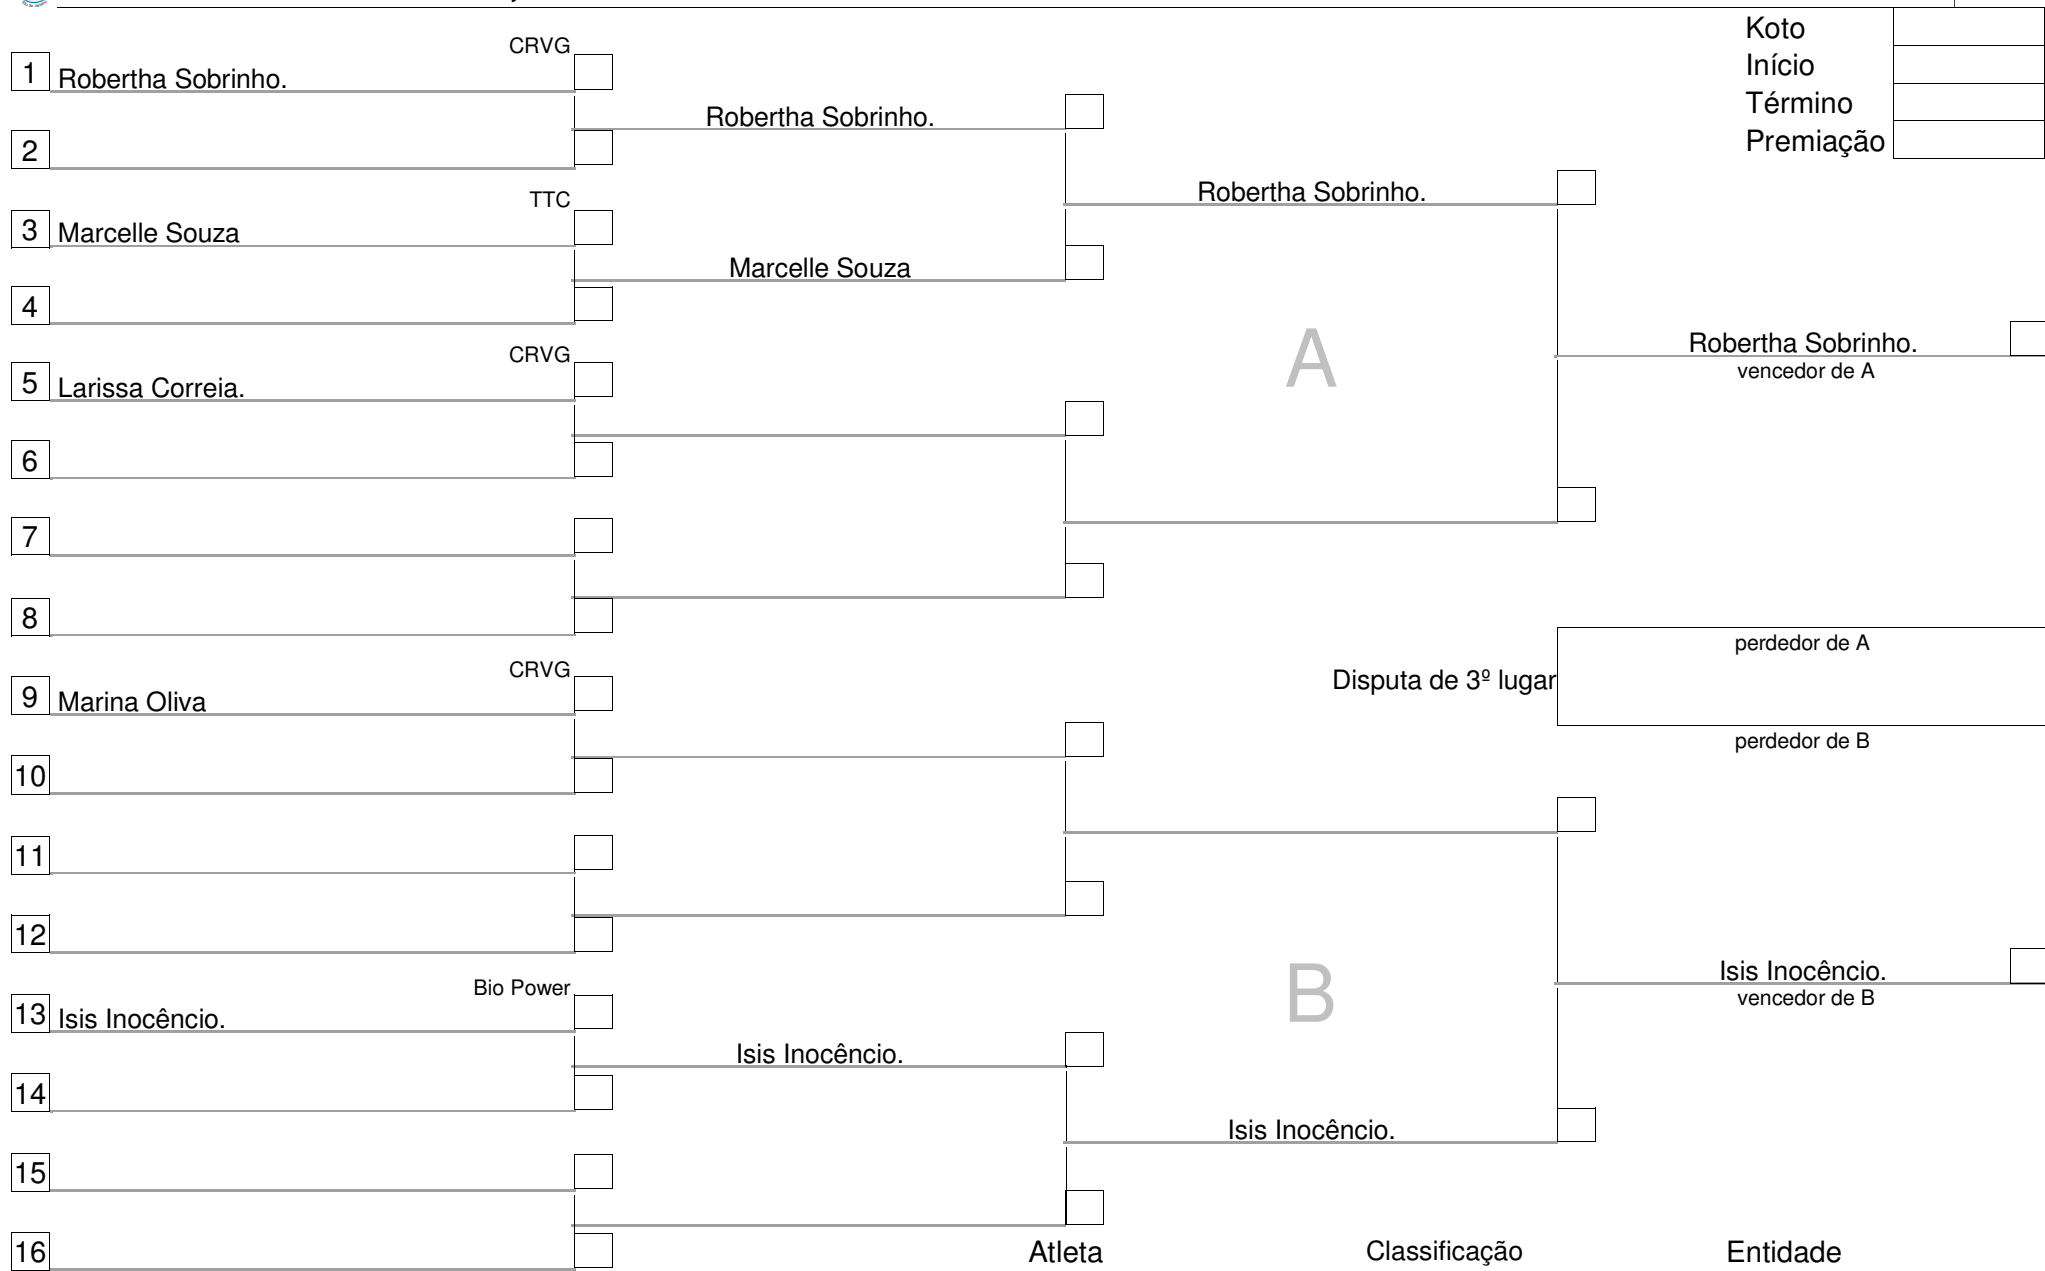 Koto
Início
Término
Premiação
CRVG
1 Robertha Sobrinho.
Robertha Sobrinho.
2
TTC
Robertha Sobrinho.
3 Marcelle Souza
Marcelle Souza
4
A
Robertha Sobrinho.
vencedor de A
CRVG
5 Larissa Correia.
6
7
8
perdedor de A
Disputa de 3º lugar
perdedor de B
CRVG
9 Marina Oliva
10
11
12
B
Isis Inocêncio.
vencedor de B
Bio Power
13 Isis Inocêncio.
Isis Inocêncio.
14
Isis Inocêncio.
15
16
Atleta Classificação Entidade